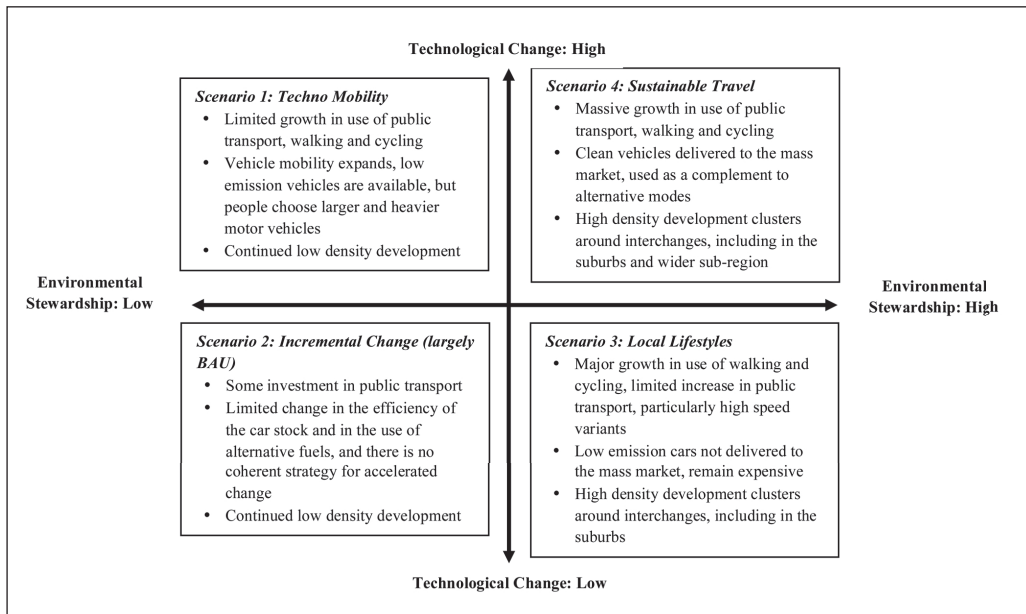 Technological Change: High
Scenario 1: Techno Mobility
• Limited growth in use of public
transport, walking and cycling
• Vehicle mobility expands, low
emission vehicles are available, but
people choose larger and heavier
motor vehicles
• Continued low density development
Scenario 4: Sustainable Travel
• Massive growth in use of public
transport, walking and cycling
• Clean vehicles delivered to the mass
market, used as a complement to
alternative modes
• High density development clusters
around interchanges, including in the
suburbs and wider sub-region
Environmental
Stewardship: Low
Environmental
Stewardship: High
Scenario 2: Incremental Change (largely
BAU)
• Some investment in public transport
• Limited change in the efficiency of
the car stock and in the use of
alternative fuels, and there is no
coherent strategy for accelerated
change
• Continued low density development
Scenario 3: Local Lifestyles
• Major growth in use of walking and
cycling, limited increase in public
transport, particularly high speed
variants
• Low emission cars not delivered to
the mass market, remain expensive
• High density development clusters
around interchanges, including in the
suburbs
Technological Change: Low